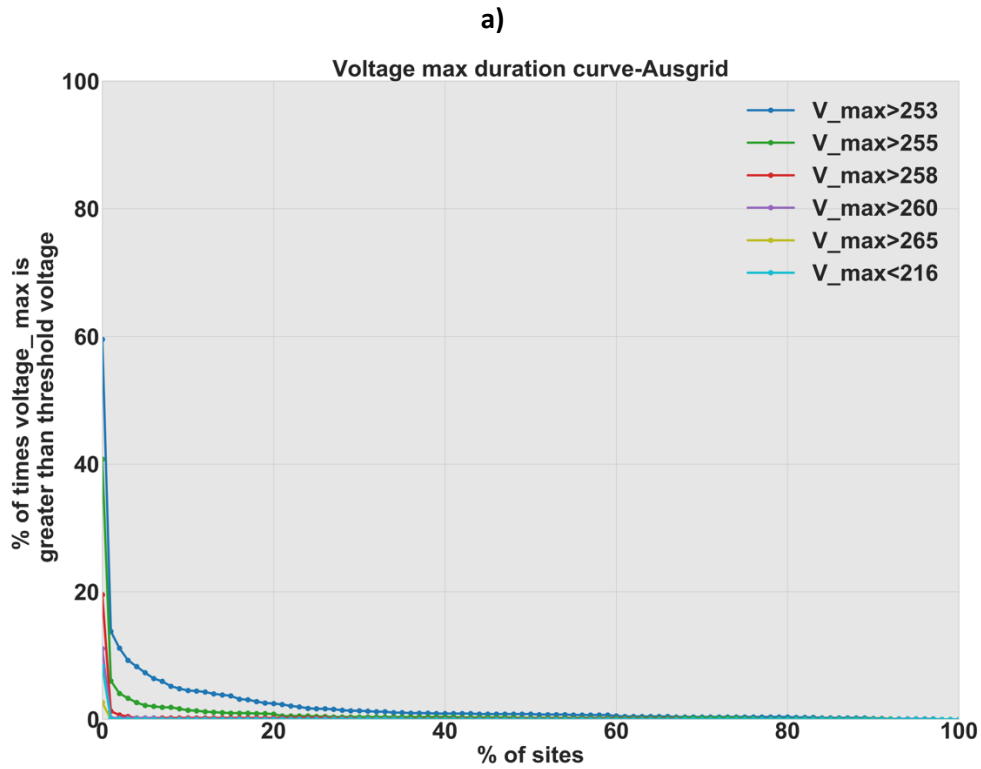 a)
Voltage max duration curve-Ausgrid
% of times voltage_max is
greater than threshold voltage
100
80
60
40
20
0
V_max>253
V_max>255
V_max>258
V_max>260
V_max>265
V_max<216
0 20 40 60 80 100
% of sites